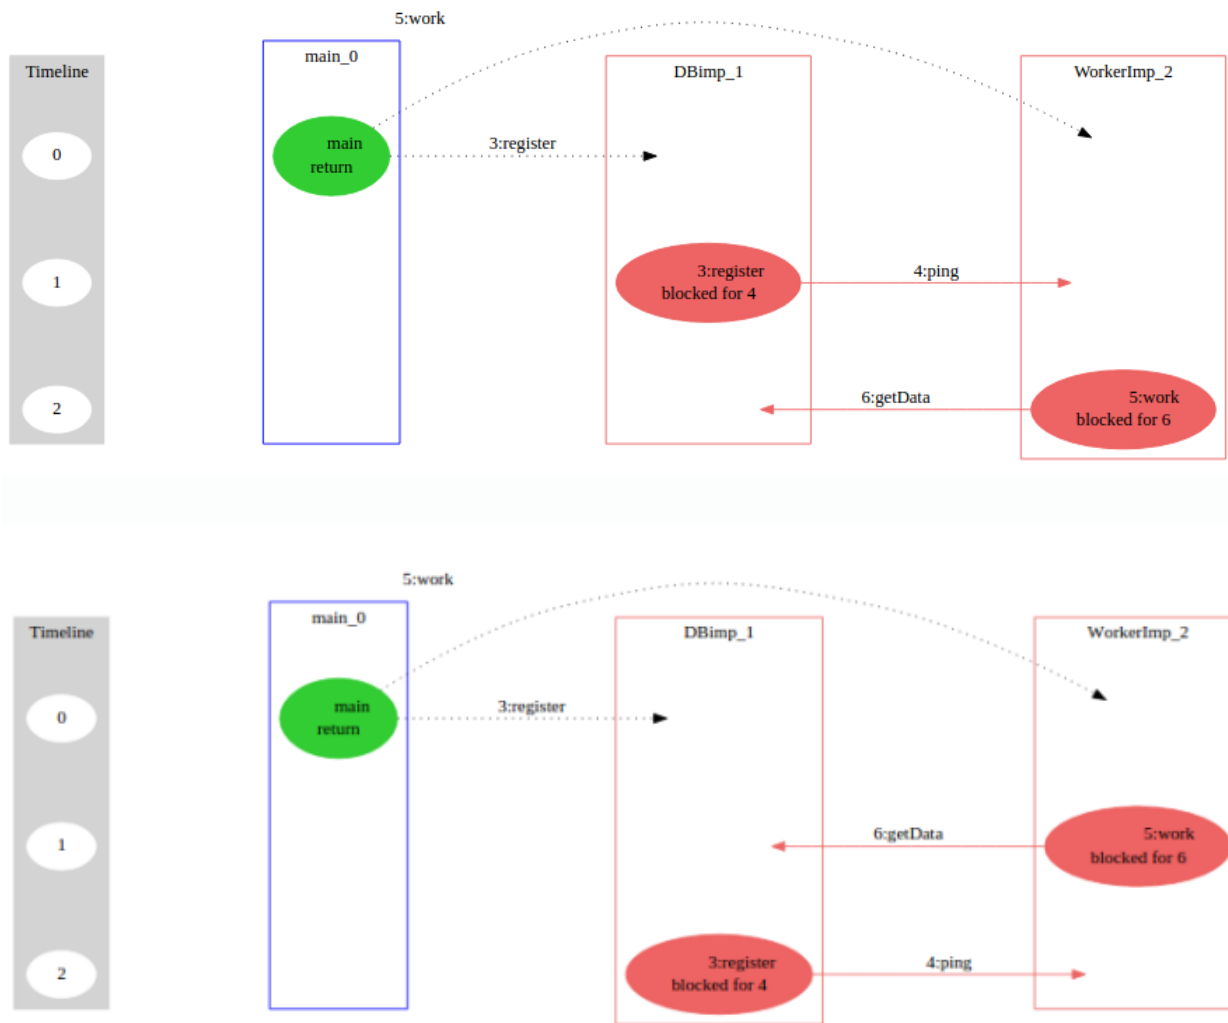 5:work
main_0
Timeline
DBimp_1
WorkerImp_2
main
return
3:register
0
3:register
blocked for 4
4:ping
1
6:getData
5:work
blocked for 6
2
5:work
main_0
Timeline
DBimp_1
WorkerImp_2
main
return
3:register
0
6:getData
5:work
blocked for 6
1
3:register
blocked for 4
4:ping
2